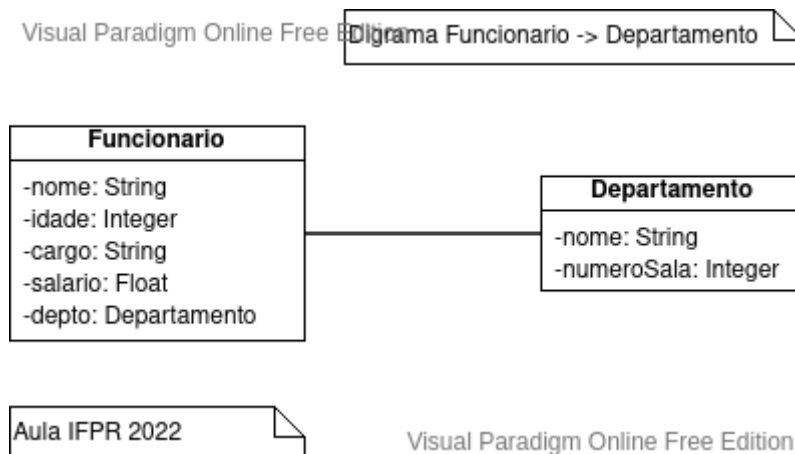 Visual Paradigm Online Free Edition
Digrama Funcionario -> Departamento
Funcionario
-nome: String
-idade: Integer
-cargo: String
-salario: Float
-depto: Departamento
Departamento
-nome: String
-numeroSala: Integer
Aula IFPR 2022
Visual Paradigm Online Free Edition